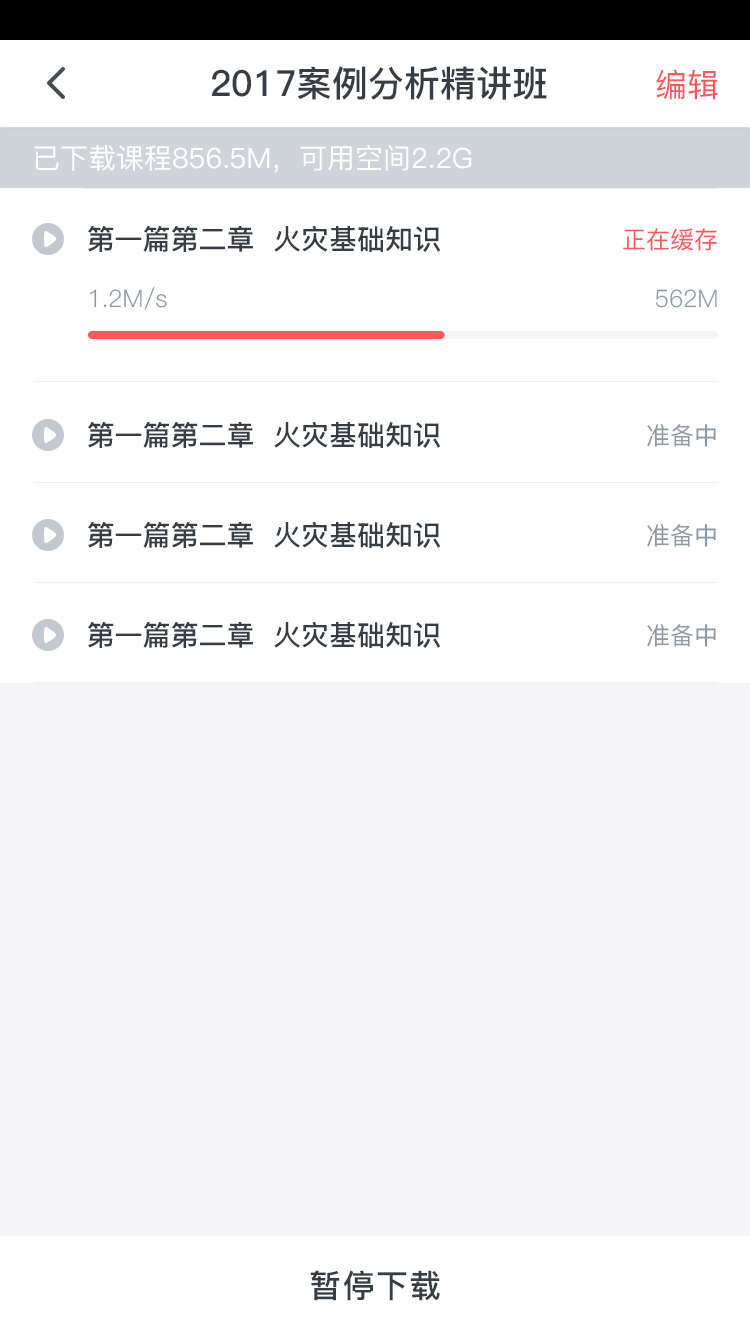 2017案例分析精讲班 编辑
已下载课程856.5M，可用空间2.2G
第一篇第二章 火灾基础知识 正在缓存
1.2M/s 562M
第一篇第二章 火灾基础知识 准备中
第一篇第二章 火灾基础知识 准备中
第一篇第二章 火灾基础知识 准备中
暂停下载